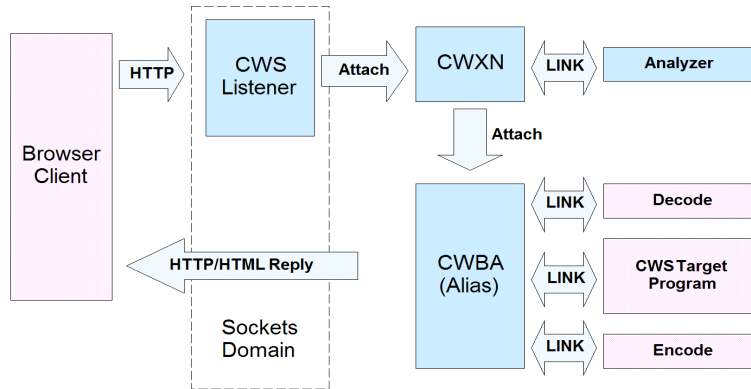 Browser
Client
HTTP
CWS
Listener
Attach
CWXN
LINK
Analyzer
Attach
HTTP/HTML Reply
Sockets
Domain
CWBA
(Alias)
LINK
Decode
LINK
CWS Target
Program
LINK
Encode